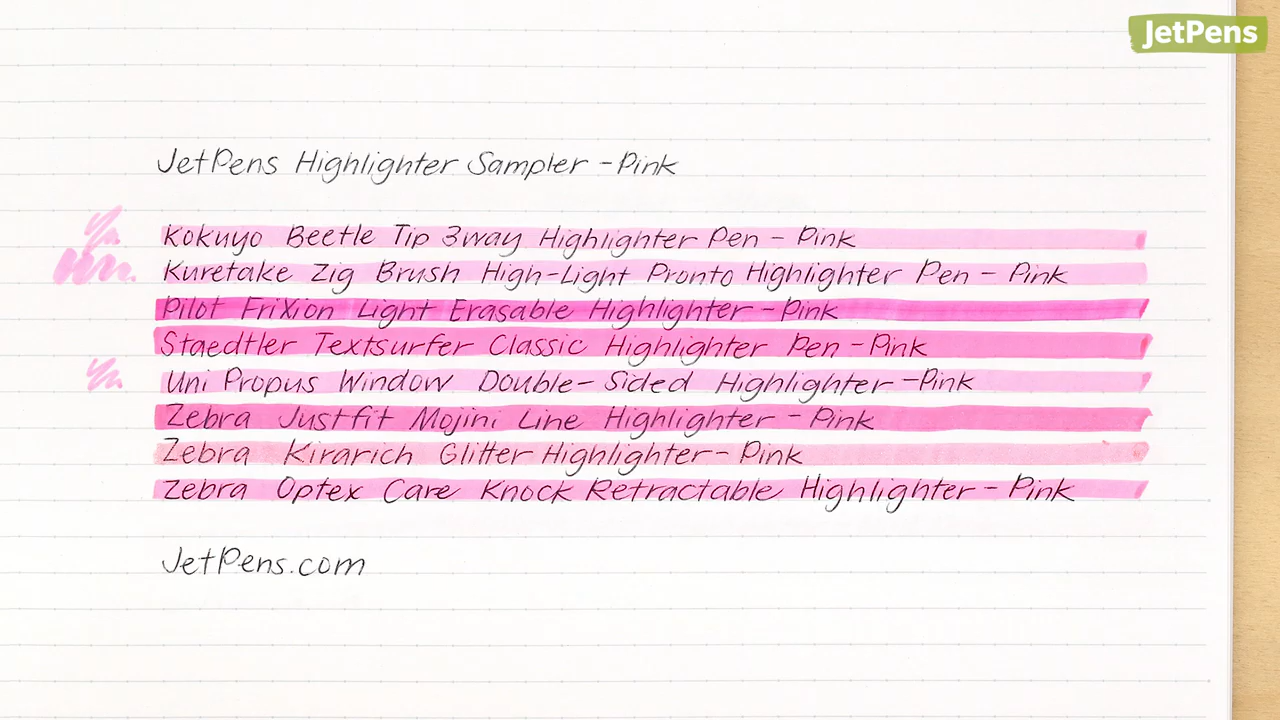 JetPens
JetPens Highlighter Sampler - Pink
Kokuyo Beetle Tip 3way Highlighter Pen - Pink
Kuretake Zig Brush High-Light Pronto Highlighter Pen - Pink
Pilot FriXion Light Erasable Highlighter - Pink
Staedtler Textsurfer Classic Highlighter Pen - Pink
Uni Propus Window Double-Sided Highlighter - Pink
Zebra Justfit Mojini Line Highlighter - Pink
Zebra Kirarich Glitter Highlighter - Pink
Zebra Optex Care Knock Retractable Highlighter - Pink
JetPens.com